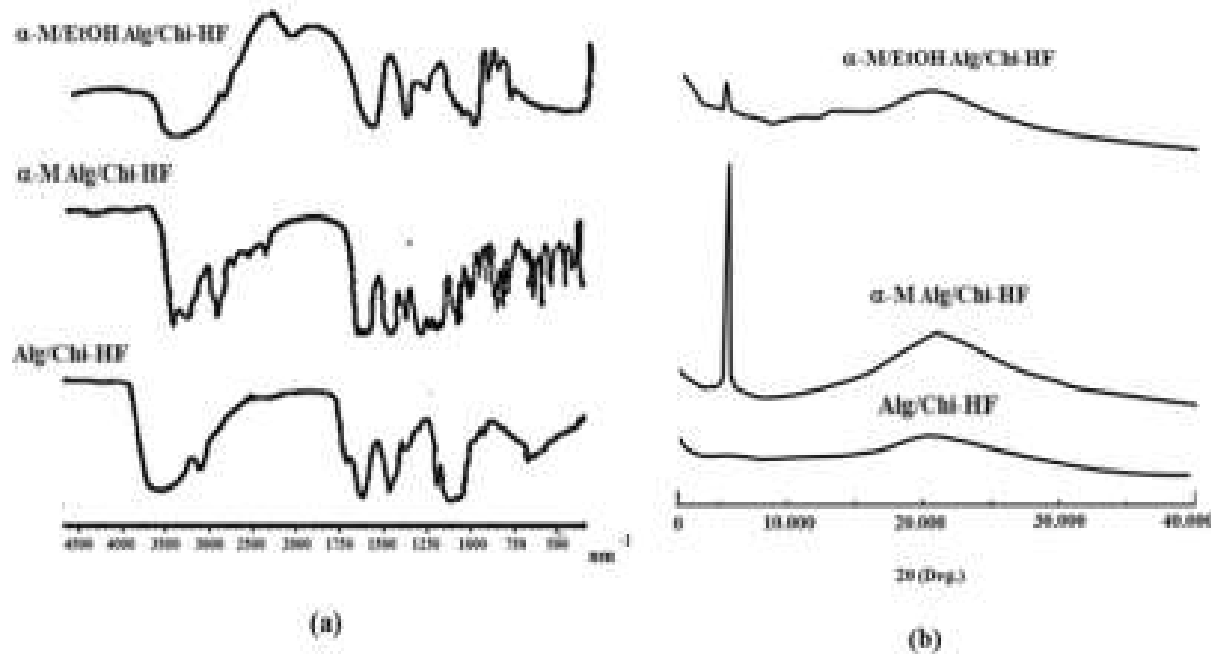 α-M/EtOH Alg/Chi-HF
α-M Alg/Chi-HF
Alg/Chi-HF
4500 4000 3500 3000 2500 2000 1750 1500 1250 1000 750 500
nm⁻¹
(a)
α-M/EtOH Alg/Chi-HF
α-M Alg/Chi-HF
Alg/Chi-HF
0 10.000 20.000 30.000 40.000
2θ (Deg.)
(b)